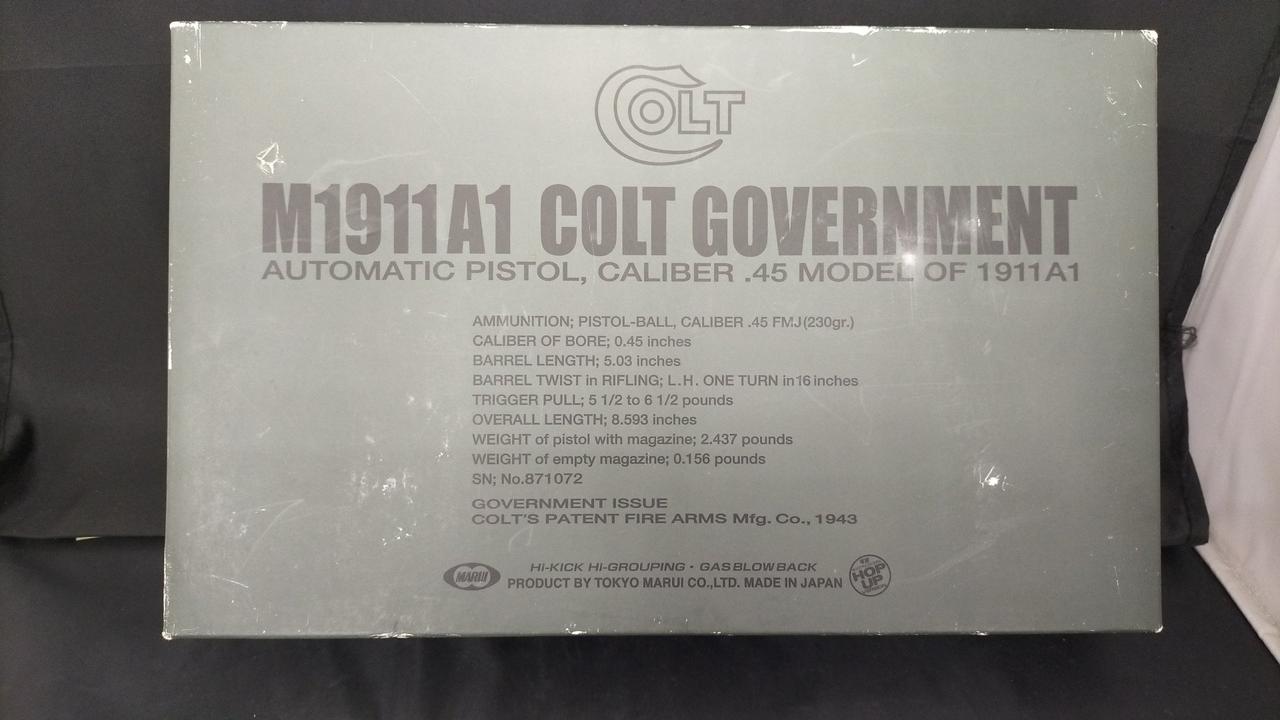 COLT
M1911A1 COLT GOVERNMENT
AUTOMATIC PISTOL, CALIBER .45 MODEL OF 1911A1
AMMUNITION; PISTOL-BALL, CALIBER .45 FMJ(230gr.)
CALIBER OF BORE; 0.45 inches
BARREL LENGTH; 5.03 inches
BARREL TWIST in RIFLING; L.H. ONE TURN in16 inches
TRIGGER PULL; 5 1/2 to 6 1/2 pounds
OVERALL LENGTH; 8.593 inches
WEIGHT of pistol with magazine; 2.437 pounds
WEIGHT of empty magazine; 0.156 pounds
SN; No.871072
GOVERNMENT ISSUE
COLT'S PATENT FIRE ARMS Mfg. Co., 1943
Hi-KICK Hi-GROUPING・GAS BLOW BACK
MARUI PRODUCT BY TOKYO MARUI CO.,LTD. MADE IN JAPAN
HOP
UP